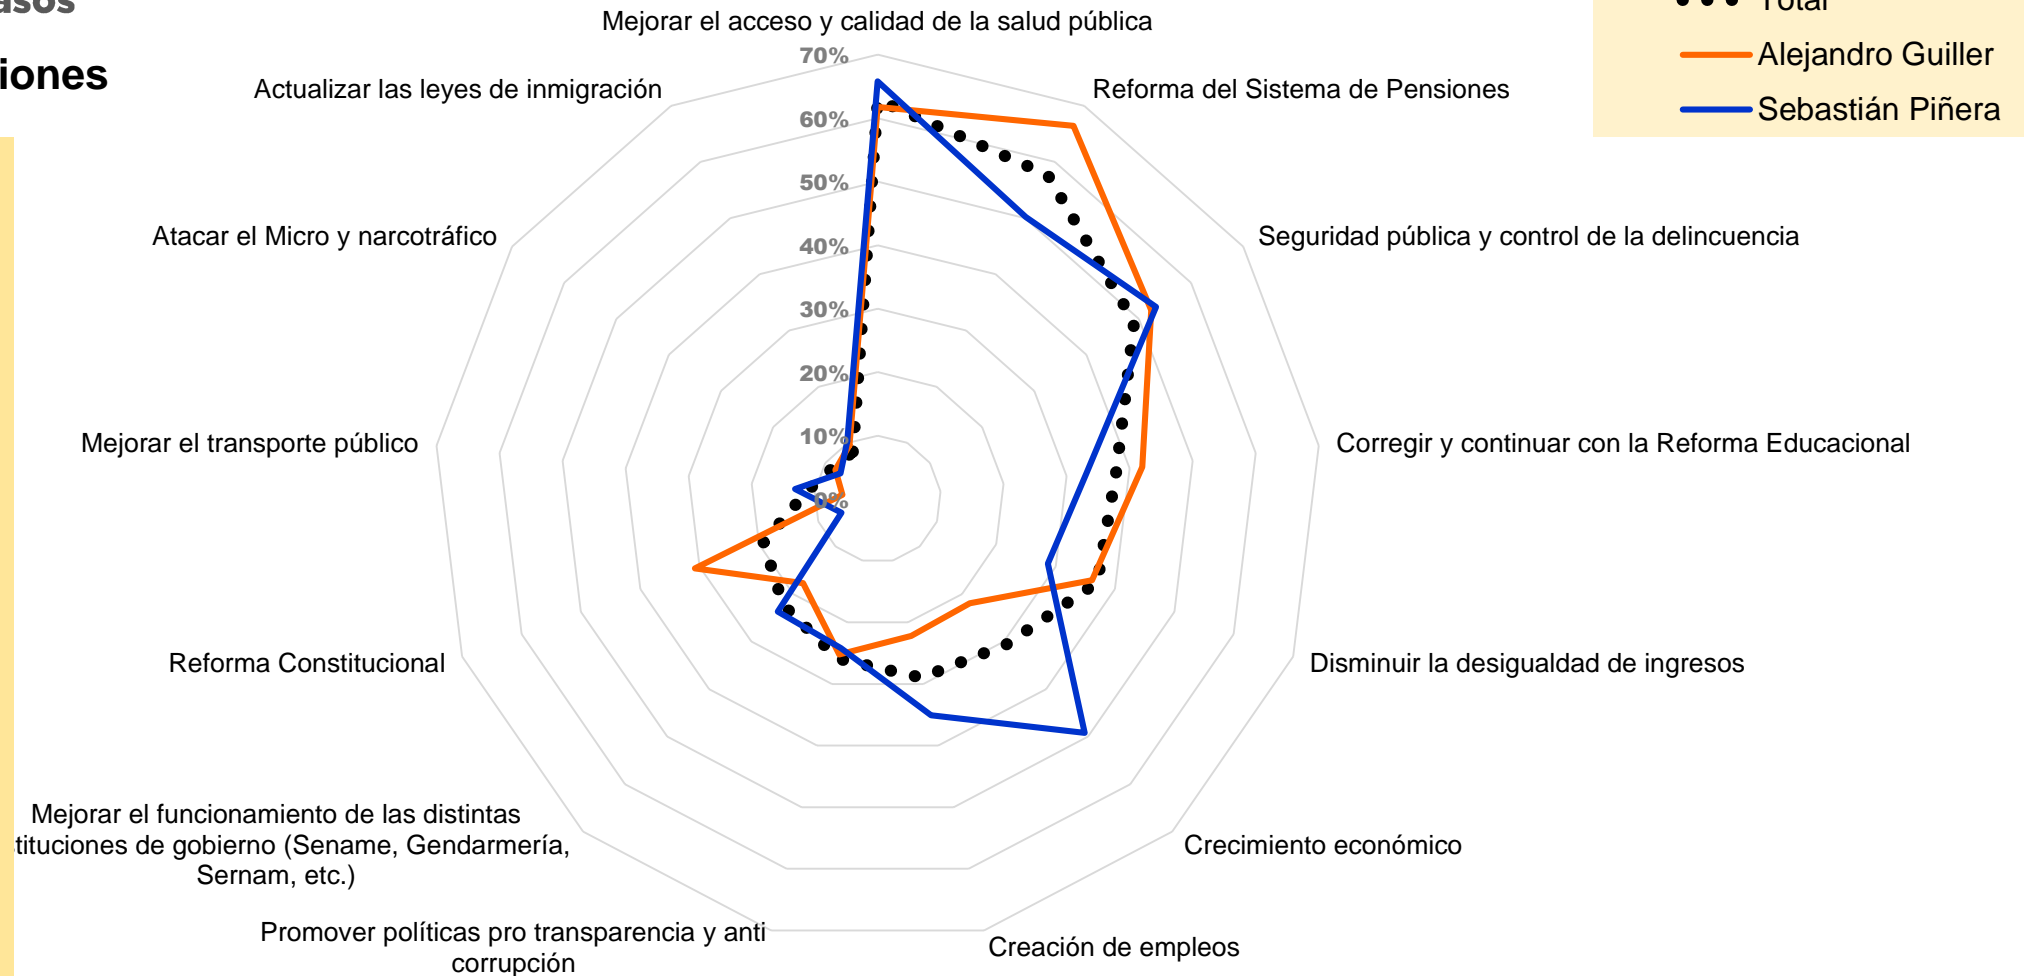 iones
Total
Alejandro Guiller
Sebastián Piñera
Mejorar el acceso y calidad de la salud pública
70%
Actualizar las leyes de inmigración
Reforma del Sistema de Pensiones
60%
50%
Atacar el Micro y narcotráfico
Seguridad pública y control de la delincuencia
40%
30%
20%
Mejorar el transporte público
Corregir y continuar con la Reforma Educacional
10%
0%
Reforma Constitucional
Disminuir la desigualdad de ingresos
Mejorar el funcionamiento de las distintas
tituciones de gobierno (Sename, Gendarmería,
Sernam, etc.)
Crecimiento económico
Promover políticas pro transparencia y anti
corrupción
Creación de empleos